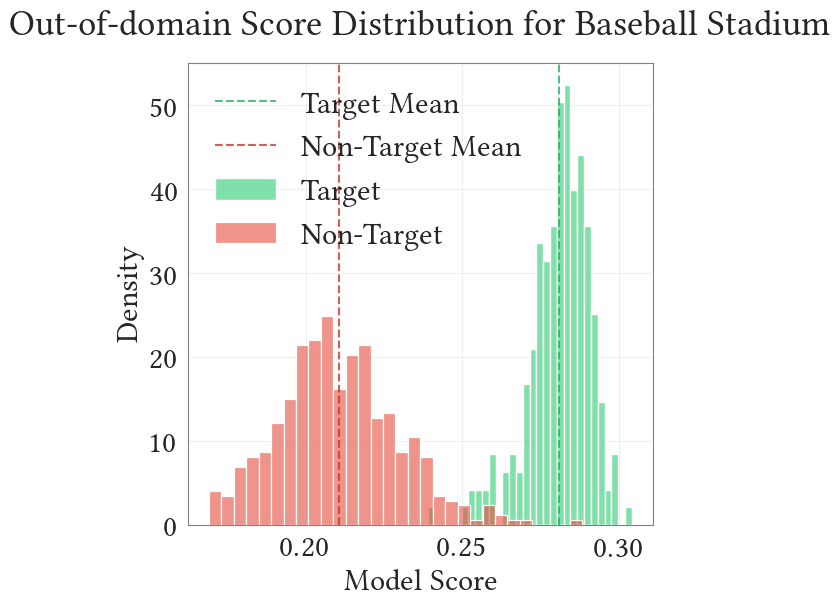 Out-of-domain Score Distribution for Baseball Stadium
Target Mean
Non-Target Mean
Target
Non-Target
50
40
30
20
10
0
Density
0.20 0.25 0.30
Model Score